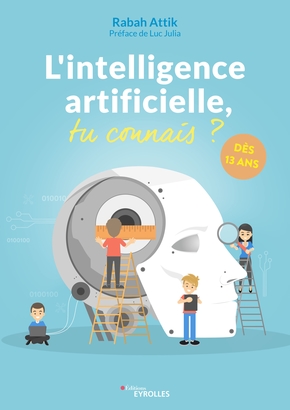 Rabah Attik
Préface de Luc Julia
L'intelligence
artificielle,
tu connais ?
DÈS
13 ANS
Éditions
EYROLLES